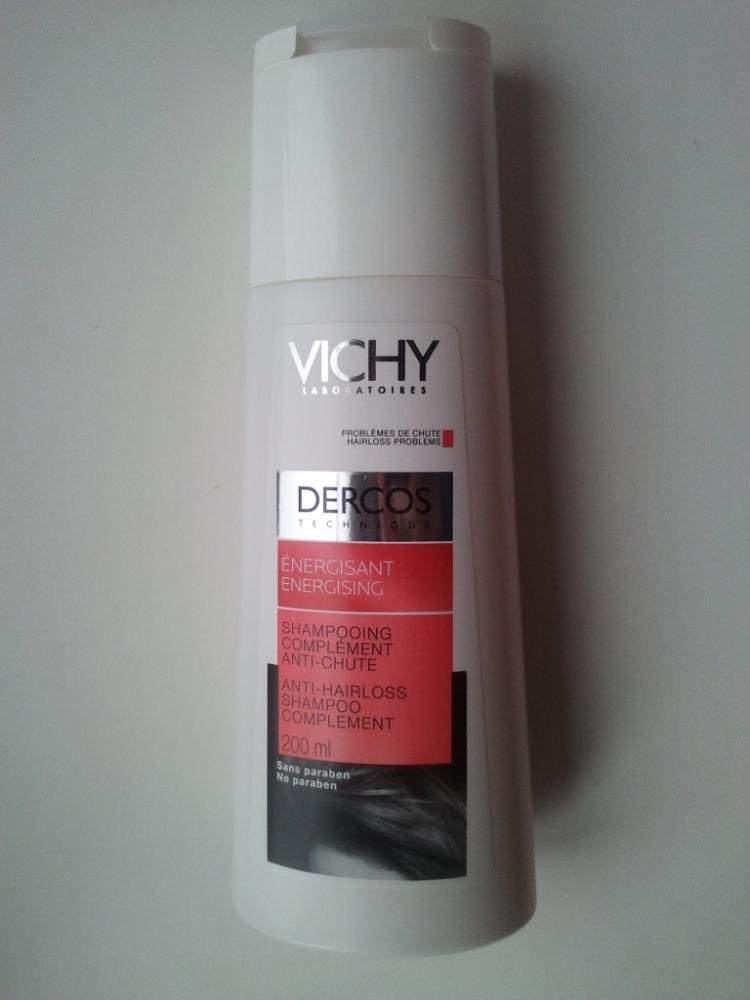 VICHY
LABORATOIRES
PROBLÈMES DE CHUTE
HAIRLOSS PROBLEMS
DERCOS
TECHNIQUE
ÉNERGISANT
ENERGISING
SHAMPOOING
COMPLÉMENT
ANTI-CHUTE
ANTI-HAIRLOSS
SHAMPOO
COMPLEMENT
200 ml
Sans paraben
No paraben